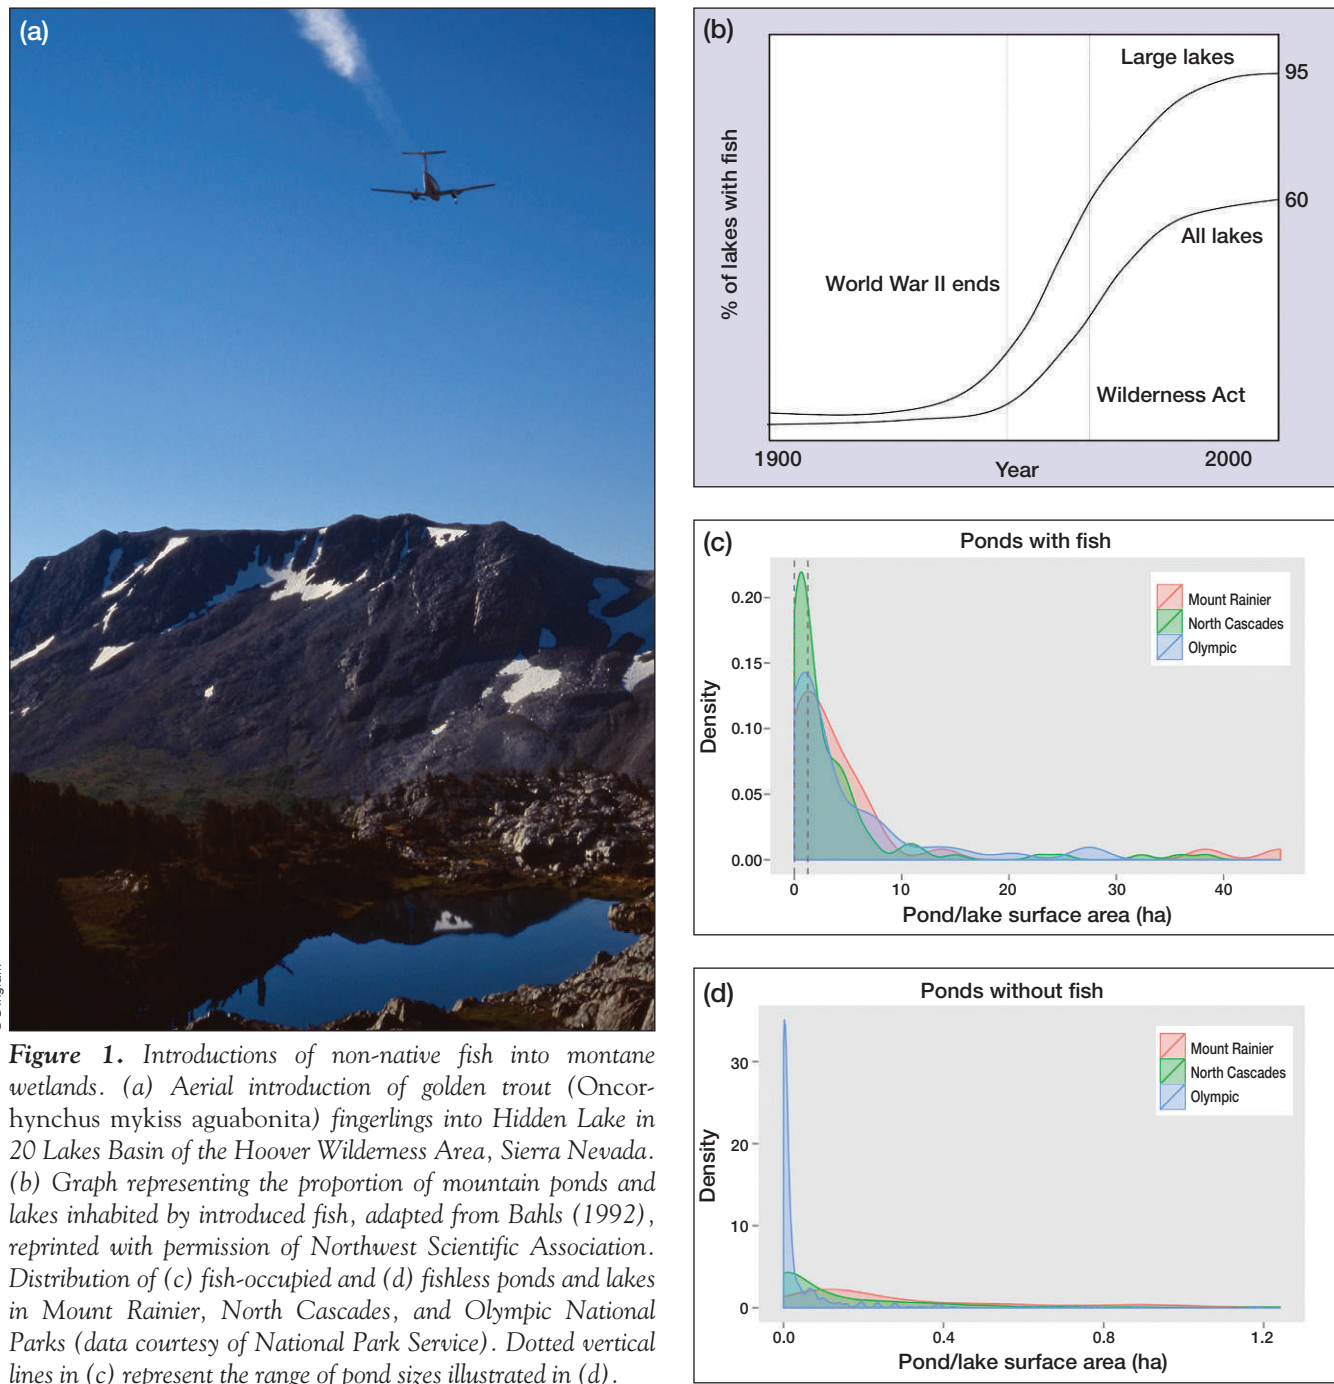 (a)
Figure 1. Introductions of non-native fish into montane
wetlands. (a) Aerial introduction of golden trout (Oncor-
hynchus mykiss aguabonita) fingerlings into Hidden Lake in
20 Lakes Basin of the Hoover Wilderness Area, Sierra Nevada.
(b) Graph representing the proportion of mountain ponds and
lakes inhabited by introduced fish, adapted from Bahls (1992),
reprinted with permission of Northwest Scientific Association.
Distribution of (c) fish-occupied and (d) fishless ponds and lakes
in Mount Rainier, North Cascades, and Olympic National
Parks (data courtesy of National Park Service). Dotted vertical
lines in (c) represent the range of pond sizes illustrated in (d).
(b)
% of lakes with fish
Large lakes
95
60
All lakes
World War II ends
Wilderness Act
1900
Year
2000
(c)
Ponds with fish
Mount Rainier
North Cascades
Olympic
Density
0.20
0.15
0.10
0.05
0.00
0
10
20
30
40
Pond/lake surface area (ha)
(d)
Ponds without fish
Mount Rainier
North Cascades
Olympic
Density
30
20
10
0
0.0
0.4
0.8
1.2
Pond/lake surface area (ha)